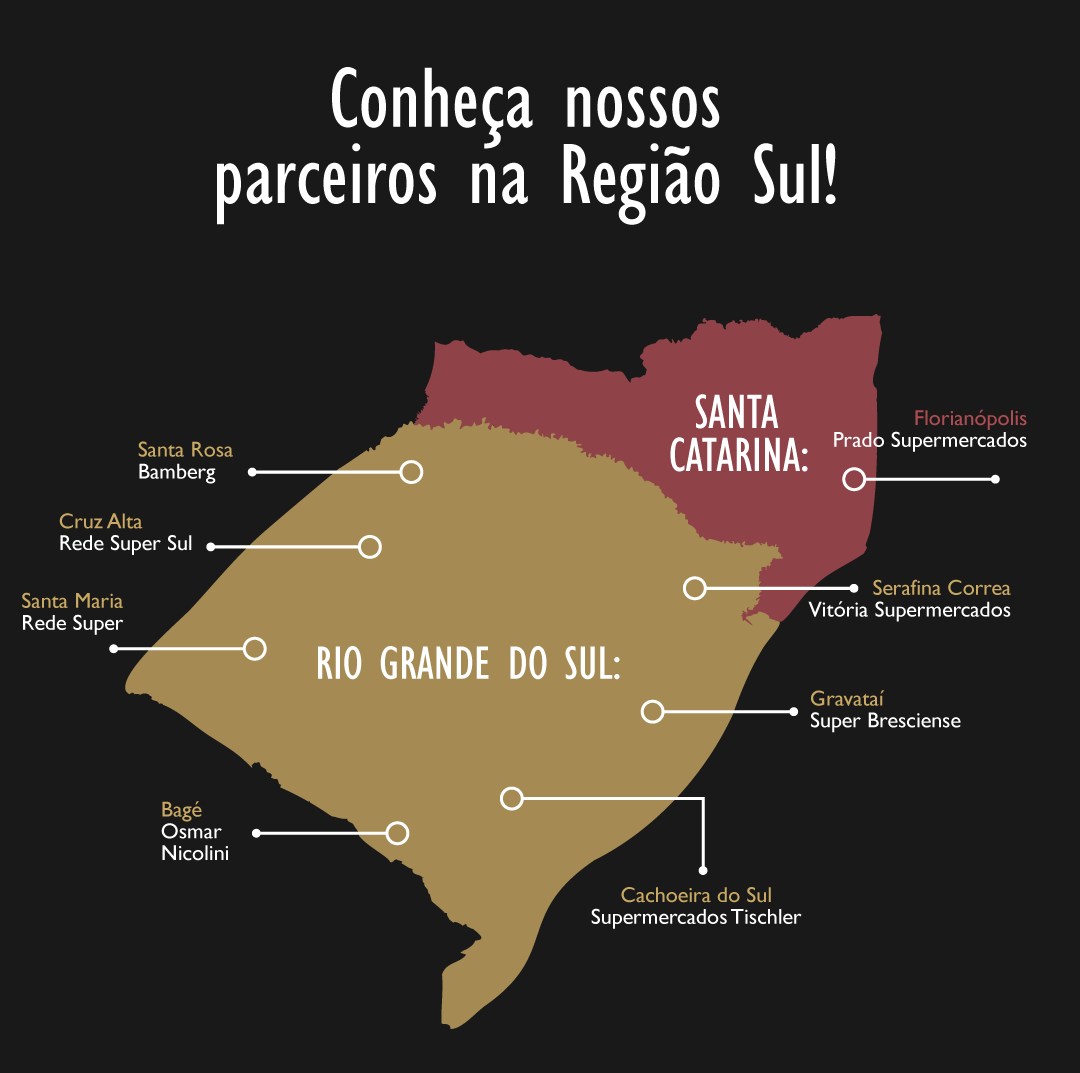 Conheça nossos
parceiros na Região Sul!
SANTA
CATARINA:
Florianópolis
Prado Supermercados
Santa Rosa
Bamberg
Cruz Alta
Rede Super Sul
Santa Maria
Rede Super
Serafina Correa
Vitória Supermercados
RIO GRANDE DO SUL:
Gravataí
Super Bresciense
Bagé
Osmar
Nicolini
Cachoeira do Sul
Supermercados Tischler